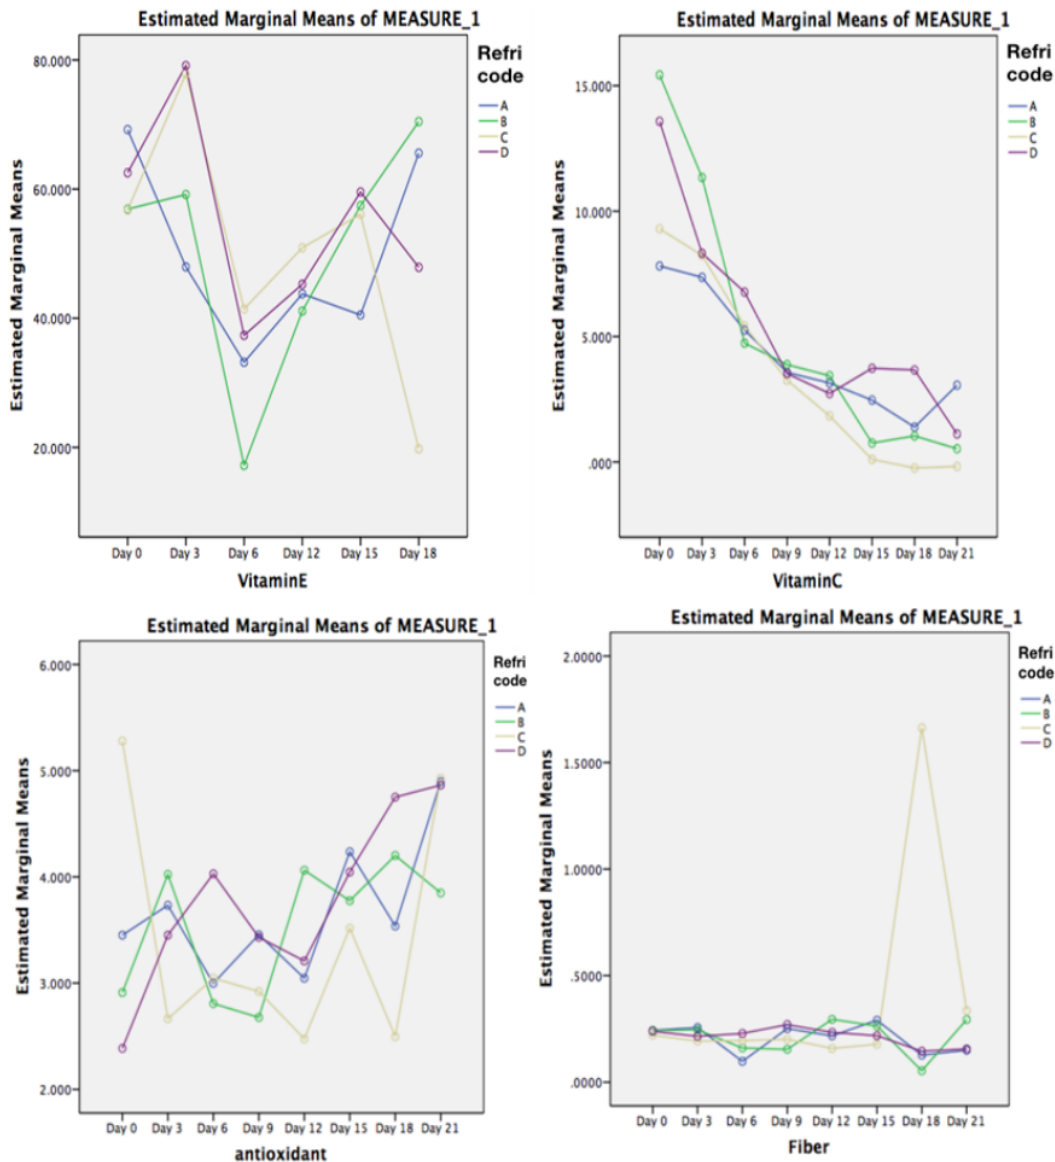 Estimated Marginal Means of MEASURE_1
Estimated Marginal Means
80.000
60.000
40.000
20.000
Day 0 Day 3 Day 6 Day 12 Day 15 Day 18
VitaminE
Refri
code
A
B
C
D
Estimated Marginal Means of MEASURE_1
Estimated Marginal Means
15.000
10.000
5.000
.000
Day 0 Day 3 Day 6 Day 9 Day 12 Day 15 Day 18 Day 21
VitaminC
Refri
code
A
B
C
D
Estimated Marginal Means of MEASURE_1
Estimated Marginal Means
6.000
5.000
4.000
3.000
2.000
Day 0 Day 3 Day 6 Day 9 Day 12 Day 15 Day 18 Day 21
antioxidant
Refri
code
A
B
C
D
Estimated Marginal Means of MEASURE_1
Estimated Marginal Means
2.0000
1.5000
1.0000
.5000
.0000
Day 0 Day 3 Day 6 Day 9 Day 12 Day 15 Day 18 Day 21
Fiber
Refri
code
A
B
C
D